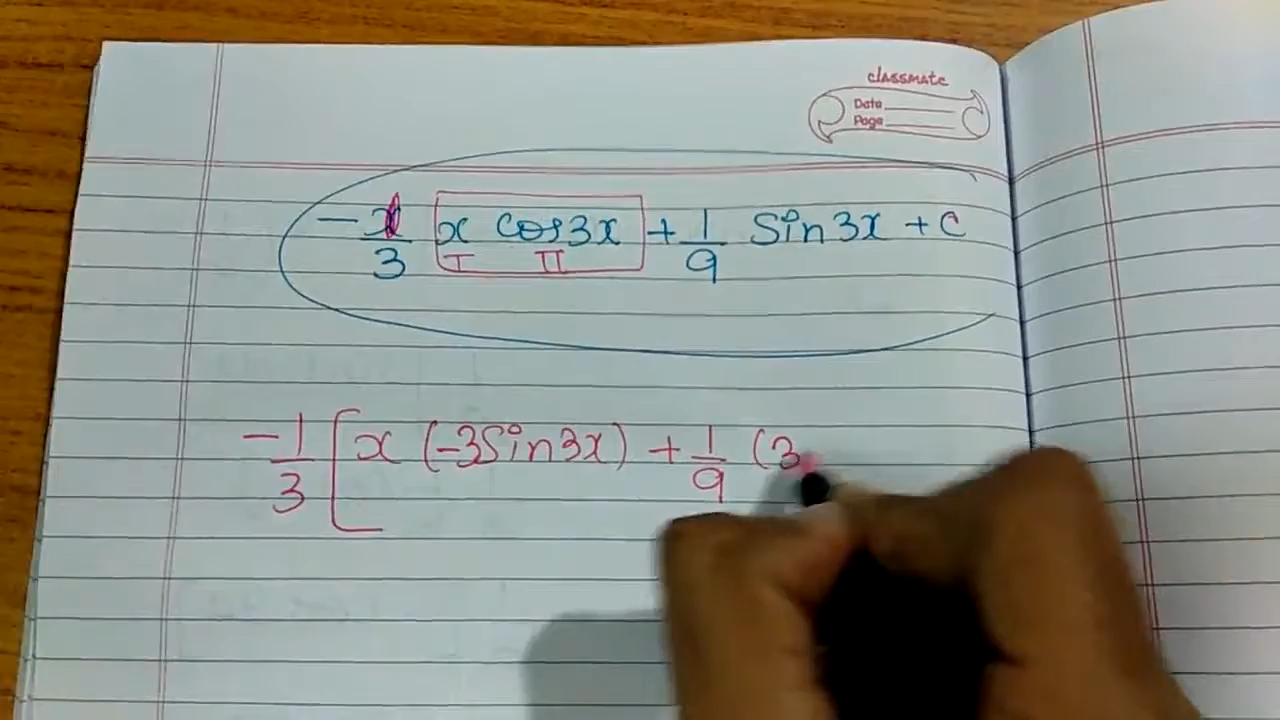 classmate
Date
Page
-1/3 x cos3x + 1/9 Sin3x + c
I II
-1/3 [x (-3Sin3x) + 1/9 (3